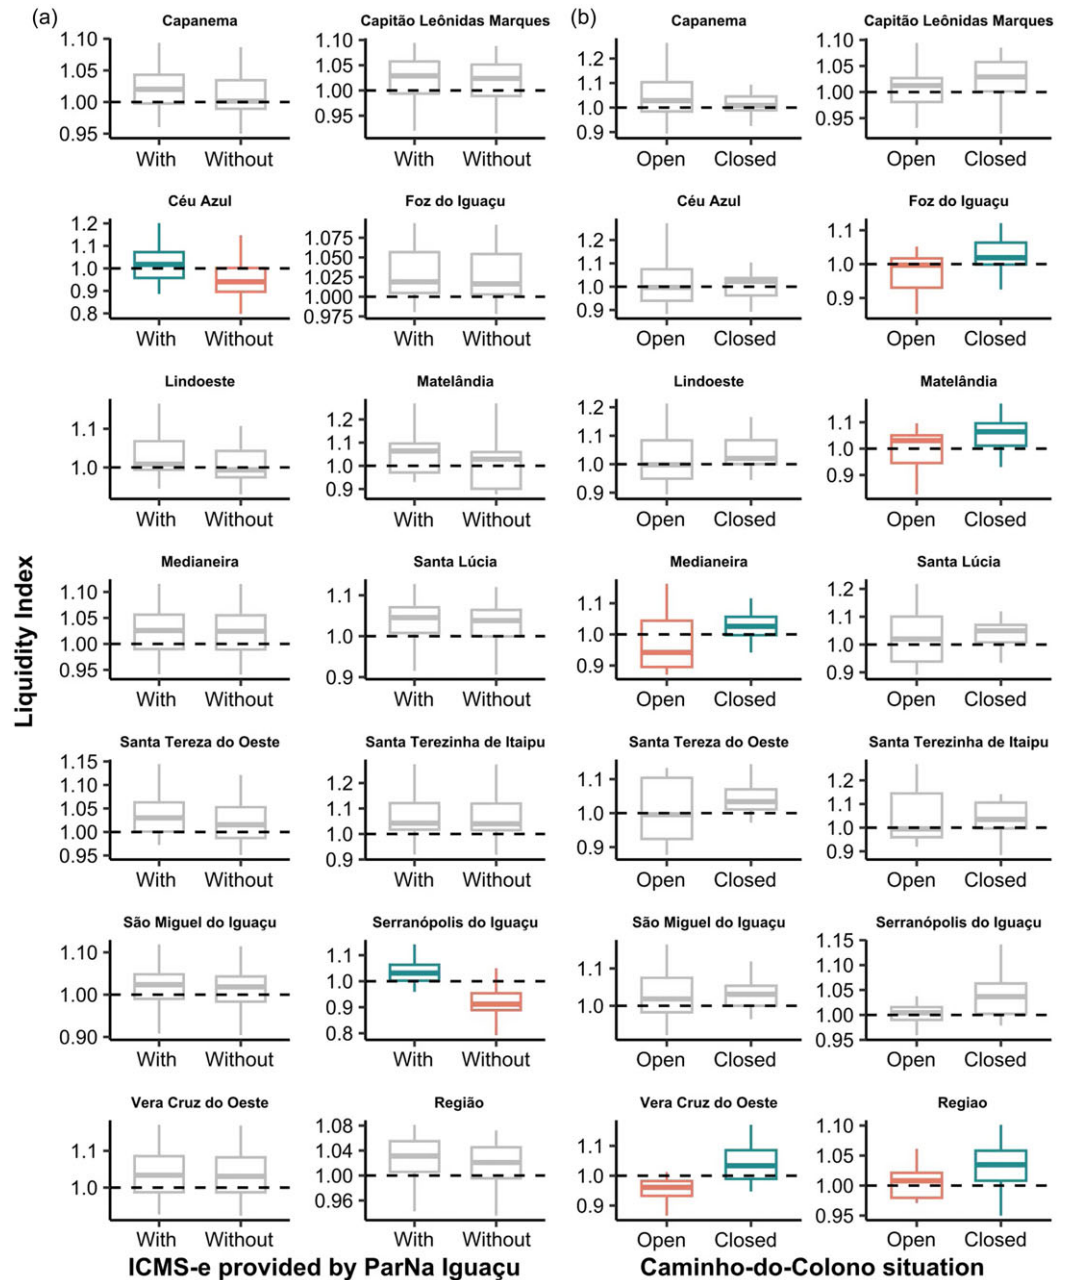 (a)
Capanema
1.10
1.05
1.00
0.95
With Without
Capitão Leônidas Marques
1.10
1.05
1.00
0.95
With Without
(b)
Capanema
1.2
1.1
1.0
0.9
Open Closed
Capitão Leônidas Marques
1.10
1.05
1.00
0.95
Open Closed
Céu Azul
1.2
1.1
1.0
0.9
0.8
With Without
Foz do Iguaçu
1.075
1.050
1.025
1.000
0.975
With Without
Céu Azul
1.2
1.1
1.0
0.9
Open Closed
Foz do Iguaçu
1.1
1.0
0.9
Open Closed
Lindoeste
1.1
1.0
With Without
Matelândia
1.2
1.1
1.0
0.9
With Without
Lindoeste
1.2
1.1
1.0
0.9
Open Closed
Matelândia
1.1
1.0
0.9
Open Closed
Liquidity Index
Medianeira
1.10
1.05
1.00
0.95
With Without
Santa Lúcia
1.1
1.0
0.9
With Without
Medianeira
1.1
1.0
0.9
Open Closed
Santa Lúcia
1.2
1.1
1.0
0.9
Open Closed
Santa Tereza do Oeste
1.15
1.10
1.05
1.00
0.95
With Without
Santa Terezinha de Itaipu
1.2
1.1
1.0
0.9
With Without
Santa Tereza do Oeste
1.1
1.0
0.9
Open Closed
Santa Terezinha de Itaipu
1.2
1.1
1.0
0.9
Open Closed
São Miguel do Iguaçu
1.10
1.00
0.90
With Without
Serranópolis do Iguaçu
1.1
1.0
0.9
0.8
With Without
São Miguel do Iguaçu
1.1
1.0
Open Closed
Serranópolis do Iguaçu
1.15
1.10
1.05
1.00
0.95
Open Closed
Vera Cruz do Oeste
1.1
1.0
With Without
Região
1.08
1.04
1.00
0.96
With Without
Vera Cruz do Oeste
1.1
1.0
0.9
Open Closed
Regiao
1.10
1.05
1.00
0.95
Open Closed
ICMS-e provided by ParNa Iguaçu
Caminho-do-Colono situation